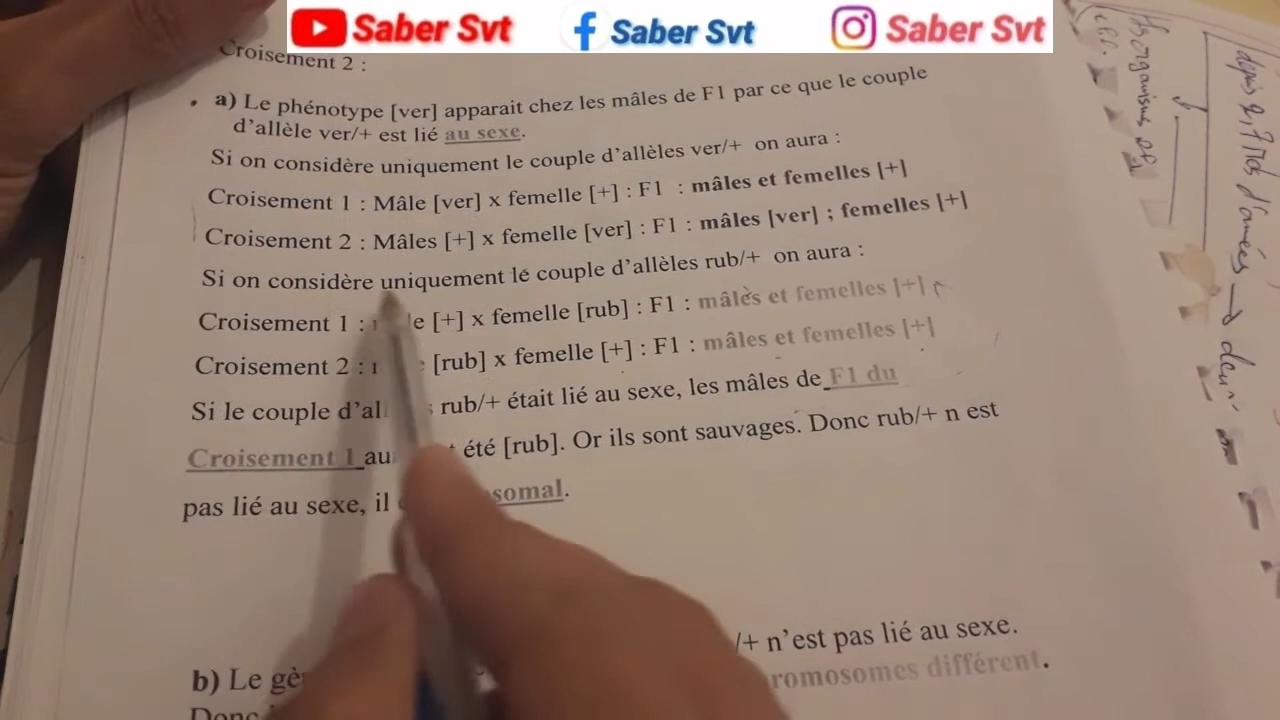 Saber Svt Saber Svt Saber Svt
Croisement 2 :
• a) Le phénotype [ver] apparait chez les mâles de F1 par ce que le couple
d'allèle ver/+ est lié au sexe.
Si on considère uniquement le couple d'allèles ver/+ on aura :
Croisement 1 : Mâle [ver] x femelle [+] : F1 : mâles et femelles [+]
Croisement 2 : Mâles [+] x femelle [ver] : F1 : mâles [ver] ; femelles [+]
Si on considère uniquement le couple d'allèles rub/+ on aura :
Croisement 1 : e [+] x femelle [rub] : F1 : mâles et femelles [+]
Croisement 2 : [rub] x femelle [+] : F1 : mâles et femelles [+]
Si le couple d'al rub/+ était lié au sexe, les mâles de F1 du
Croisement 1 au été [rub]. Or ils sont sauvages. Donc rub/+ n est
pas lié au sexe, il somal.
/+ n'est pas lié au sexe.
b) Le gè romosomes différent.
Donc
depuis